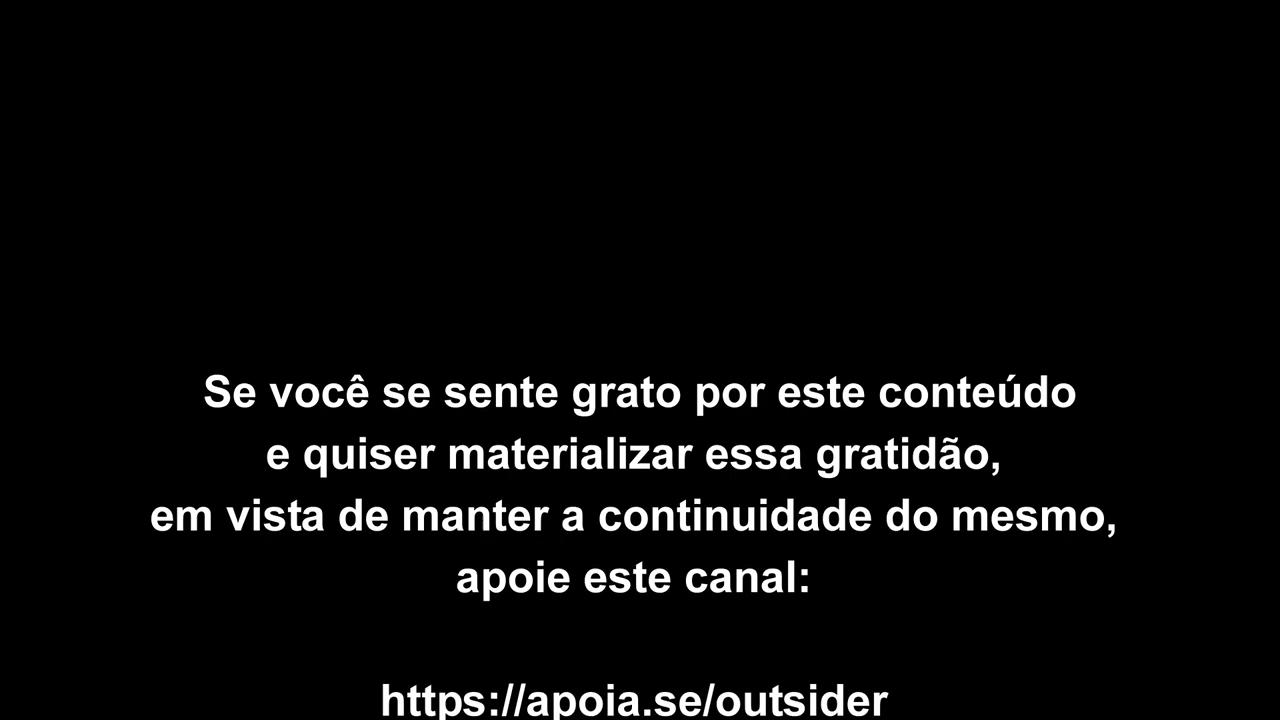 Se você se sente grato por este conteúdo
e quiser materializar essa gratidão,
em vista de manter a continuidade do mesmo,
apoie este canal:
https://apoia.se/outsider